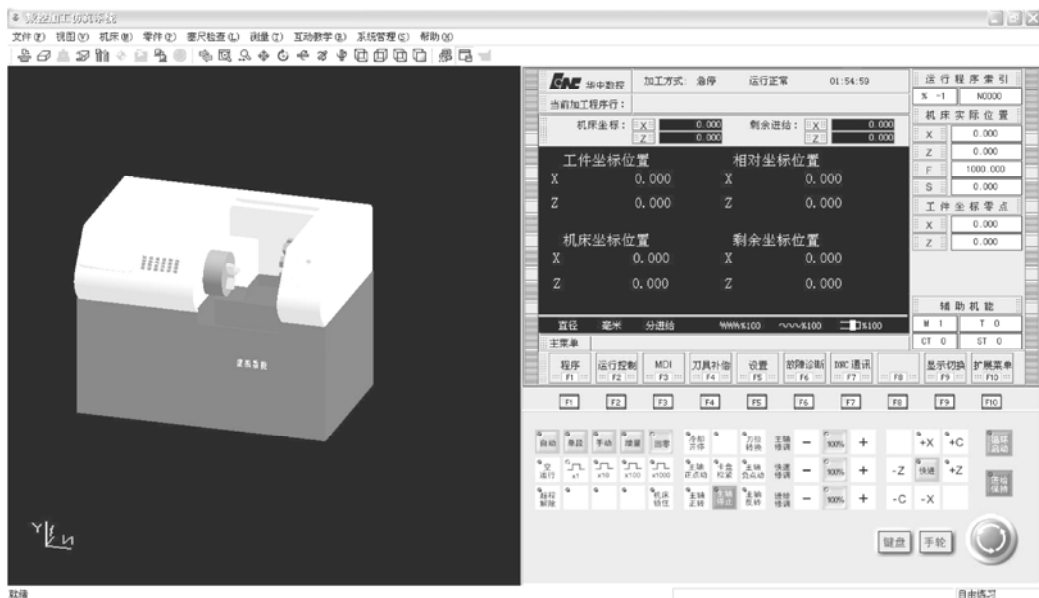 数控加工仿真系统
文件(F) 视图(V) 机床(M) 零件(P) 塞尺检查(L) 测量(T) 互动教学(R) 系统管理(S) 帮助(H)
华中数控 加工方式: 急停 运行正常 01:54:59
当前加工程序行:
机床坐标: X 0.000 剩余进给: X 0.000
Z 0.000 Z 0.000
工件坐标位置 相对坐标位置
X 0.000 X 0.000
Z 0.000 Z 0.000
机床坐标位置 剩余坐标位置
X 0.000 X 0.000
Z 0.000 Z 0.000
直径 毫米 分进给 %100 %100 %100
主菜单
程序 运行控制 MDI 刀具补偿 设置 故障诊断 DNC通讯 显示切换 扩展菜单
F1 F2 F3 F4 F5 F6 F7 F8 F9 F10
运行程序索引
% -1 N0000
机床实际位置
X 0.000
Z 0.000
F 1000.000
S 0.000
工件坐标零点
X 0.000
Z 0.000
辅助机能
M 1 T 0
CT 0 ST 0
F1 F2 F3 F4 F5 F6 F7 F8 F9 F10
自动 单段 手动 增量 回零 冷却开停 刀位转换 主轴修调 - 100% + +X +C 循环启动
空运行 x1 x10 x100 x1000 主轴正点动 卡盘松紧 主轴负点动 快速修调 - 100% + -Z 快进 +Z 进给保持
超程解除 机床锁住 主轴正转 主轴停止 主轴反转 进给修调 - 100% + -C -X
键盘 手轮
Y
Z
就绪 自由练习